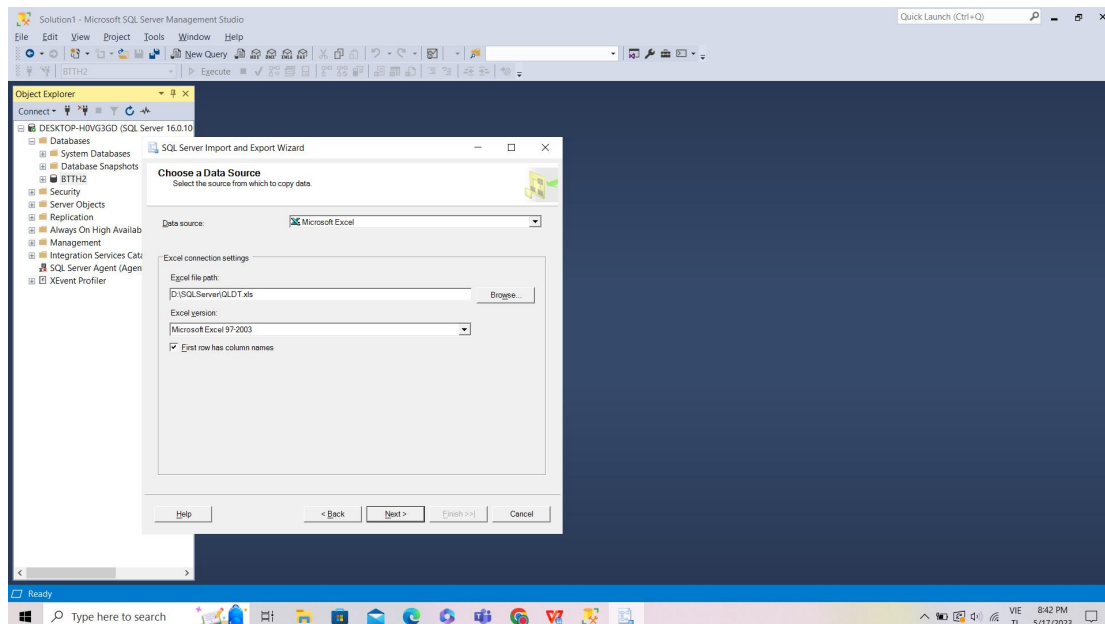 Solution1 - Microsoft SQL Server Management Studio
Quick Launch (Ctrl+Q)
File Edit View Project Tools Window Help
New Query
BTTH2 Execute
Object Explorer
Connect
DESKTOP-H0VG3GD (SQL Server 16.0.10
Databases
System Databases
Database Snapshots
BTTH2
Security
Server Objects
Replication
Always On High Availab
Management
Integration Services Cata
SQL Server Agent (Agen
XEvent Profiler
SQL Server Import and Export Wizard
Choose a Data Source
Select the source from which to copy data.
Data source: Microsoft Excel
Excel connection settings
Excel file path:
D:\SQLServer\QLDT.xls Browse...
Excel version:
Microsoft Excel 97-2003
First row has column names
Help < Back Next > Finish >>| Cancel
Ready
Type here to search
VIE 8:42 PM
5/17/2023